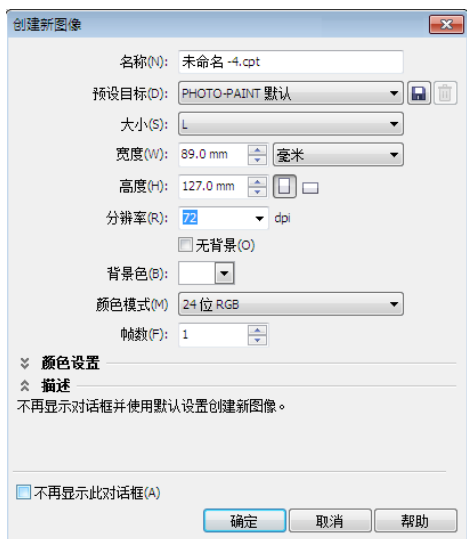 创建新图像
名称(N): 未命名 -4.cpt
预设目标(D): PHOTO-PAINT 默认
大小(S): L
宽度(W): 89.0 mm 毫米
高度(H): 127.0 mm
分辨率(R): 72 dpi
无背景(O)
背景色(B):
颜色模式(M) 24 位 RGB
帧数(F): 1
颜色设置
描述
不再显示对话框并使用默认设置创建新图像。
不再显示此对话框(A)
确定 取消 帮助